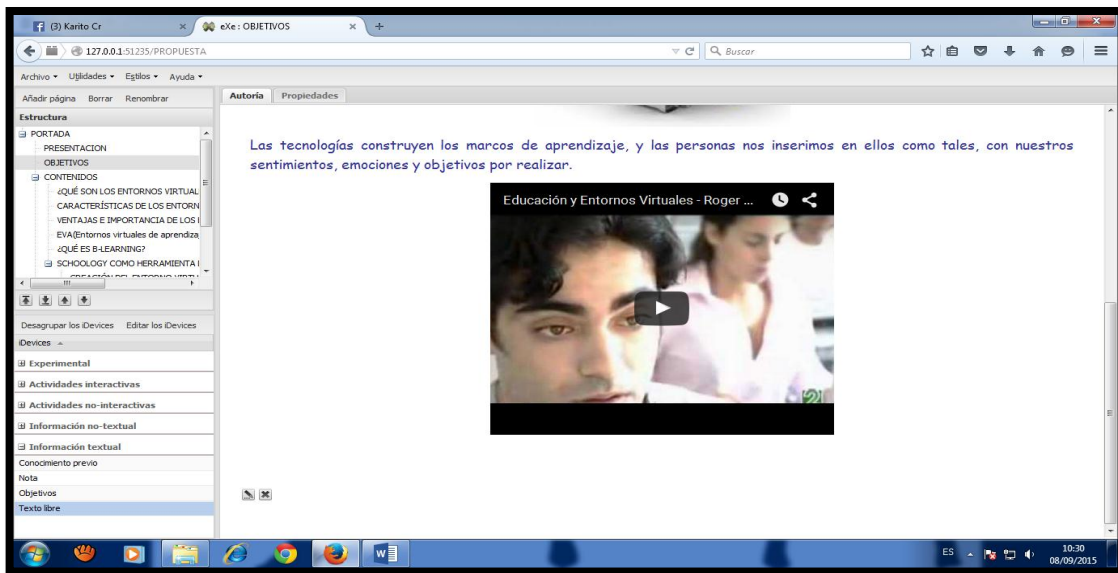 (3) Karito Cr
eXe : OBJETIVOS
127.0.0.1:51235/PROPUESTA
Buscar
Archivo Utilidades Estilos Ayuda
Añadir página Borrar Renombrar
Autoría Propiedades
Estructura
PORTADA
PRESENTACION
OBJETIVOS
CONTENIDOS
¿QUÉ SON LOS ENTORNOS VIRTUAL
CARACTERÍSTICAS DE LOS ENTORN
VENTAJAS E IMPORTANCIA DE LOS
EVA(Entornos virtuales de aprendiza
¿QUÉ ES B-LEARNING?
SCHOOLOGY COMO HERRAMIENTA
Desagrupar los iDevices Editar los iDevices
iDevices
Experimental
Actividades interactivas
Actividades no-interactivas
Información no-textual
Información textual
Conocimiento previo
Nota
Objetivos
Texto libre
Las tecnologías construyen los marcos de aprendizaje, y las personas nos inserimos en ellos como tales, con nuestros
sentimientos, emociones y objetivos por realizar.
Educación y Entornos Virtuales - Roger ...
ES
10:30
08/09/2015